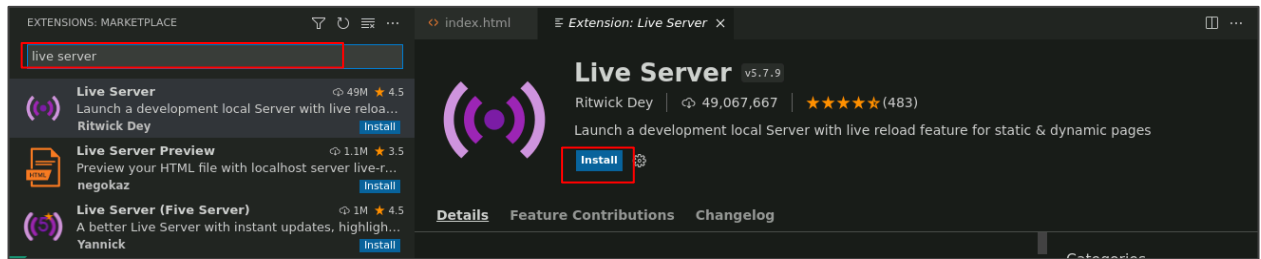 EXTENSIONS: MARKETPLACE
live server
Live Server 49M ★ 4.5
Launch a development local Server with live reloa...
Ritwick Dey Install
HTML
Live Server Preview 1.1M ★ 3.5
Preview your HTML file with localhost server live-r...
negokaz Install
5
Live Server (Five Server) 1M ★ 4.5
A better Live Server with instant updates, highligh...
Yannick Install
<> index.html
Extension: Live Server ×
Live Server v5.7.9
Ritwick Dey 49,067,667 (483)
Launch a development local Server with live reload feature for static & dynamic pages
Install
Details Feature Contributions Changelog
Categories